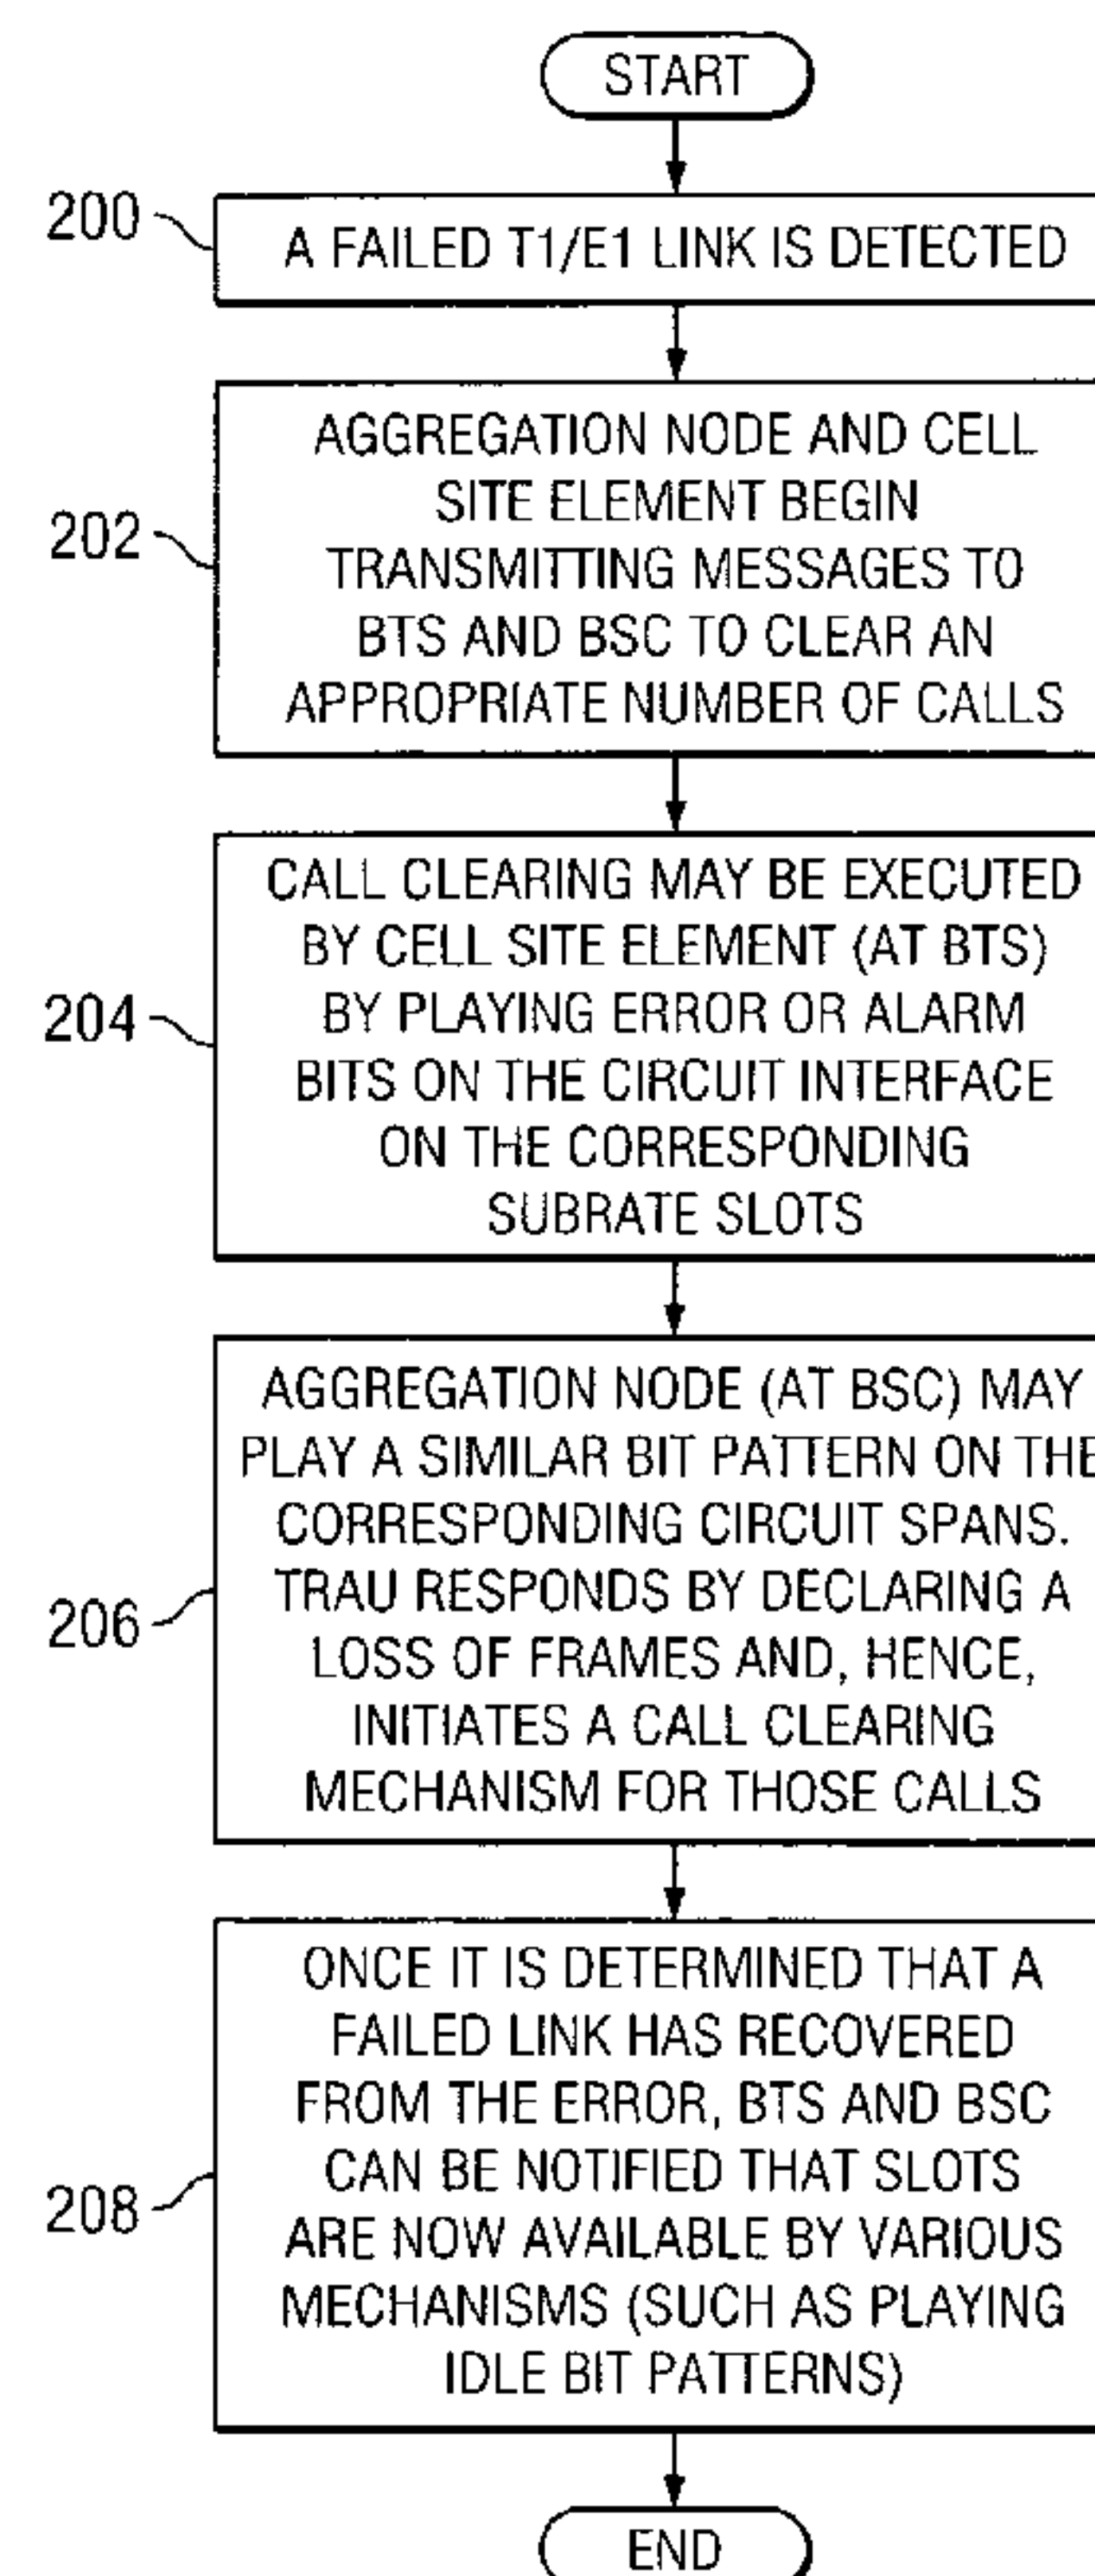 START
200
A FAILED T1/E1 LINK IS DETECTED
202
AGGREGATION NODE AND CELL
SITE ELEMENT BEGIN
TRANSMITTING MESSAGES TO
BTS AND BSC TO CLEAR AN
APPROPRIATE NUMBER OF CALLS
204
CALL CLEARING MAY BE EXECUTED
BY CELL SITE ELEMENT (AT BTS)
BY PLAYING ERROR OR ALARM
BITS ON THE CIRCUIT INTERFACE
ON THE CORRESPONDING
SUBRATE SLOTS
206
AGGREGATION NODE (AT BSC) MAY
PLAY A SIMILAR BIT PATTERN ON THE
CORRESPONDING CIRCUIT SPANS.
TRAU RESPONDS BY DECLARING A
LOSS OF FRAMES AND, HENCE,
INITIATES A CALL CLEARING
MECHANISM FOR THOSE CALLS
208
ONCE IT IS DETERMINED THAT A
FAILED LINK HAS RECOVERED
FROM THE ERROR, BTS AND BSC
CAN BE NOTIFIED THAT SLOTS
ARE NOW AVAILABLE BY VARIOUS
MECHANISMS (SUCH AS PLAYING
IDLE BIT PATTERNS)
END